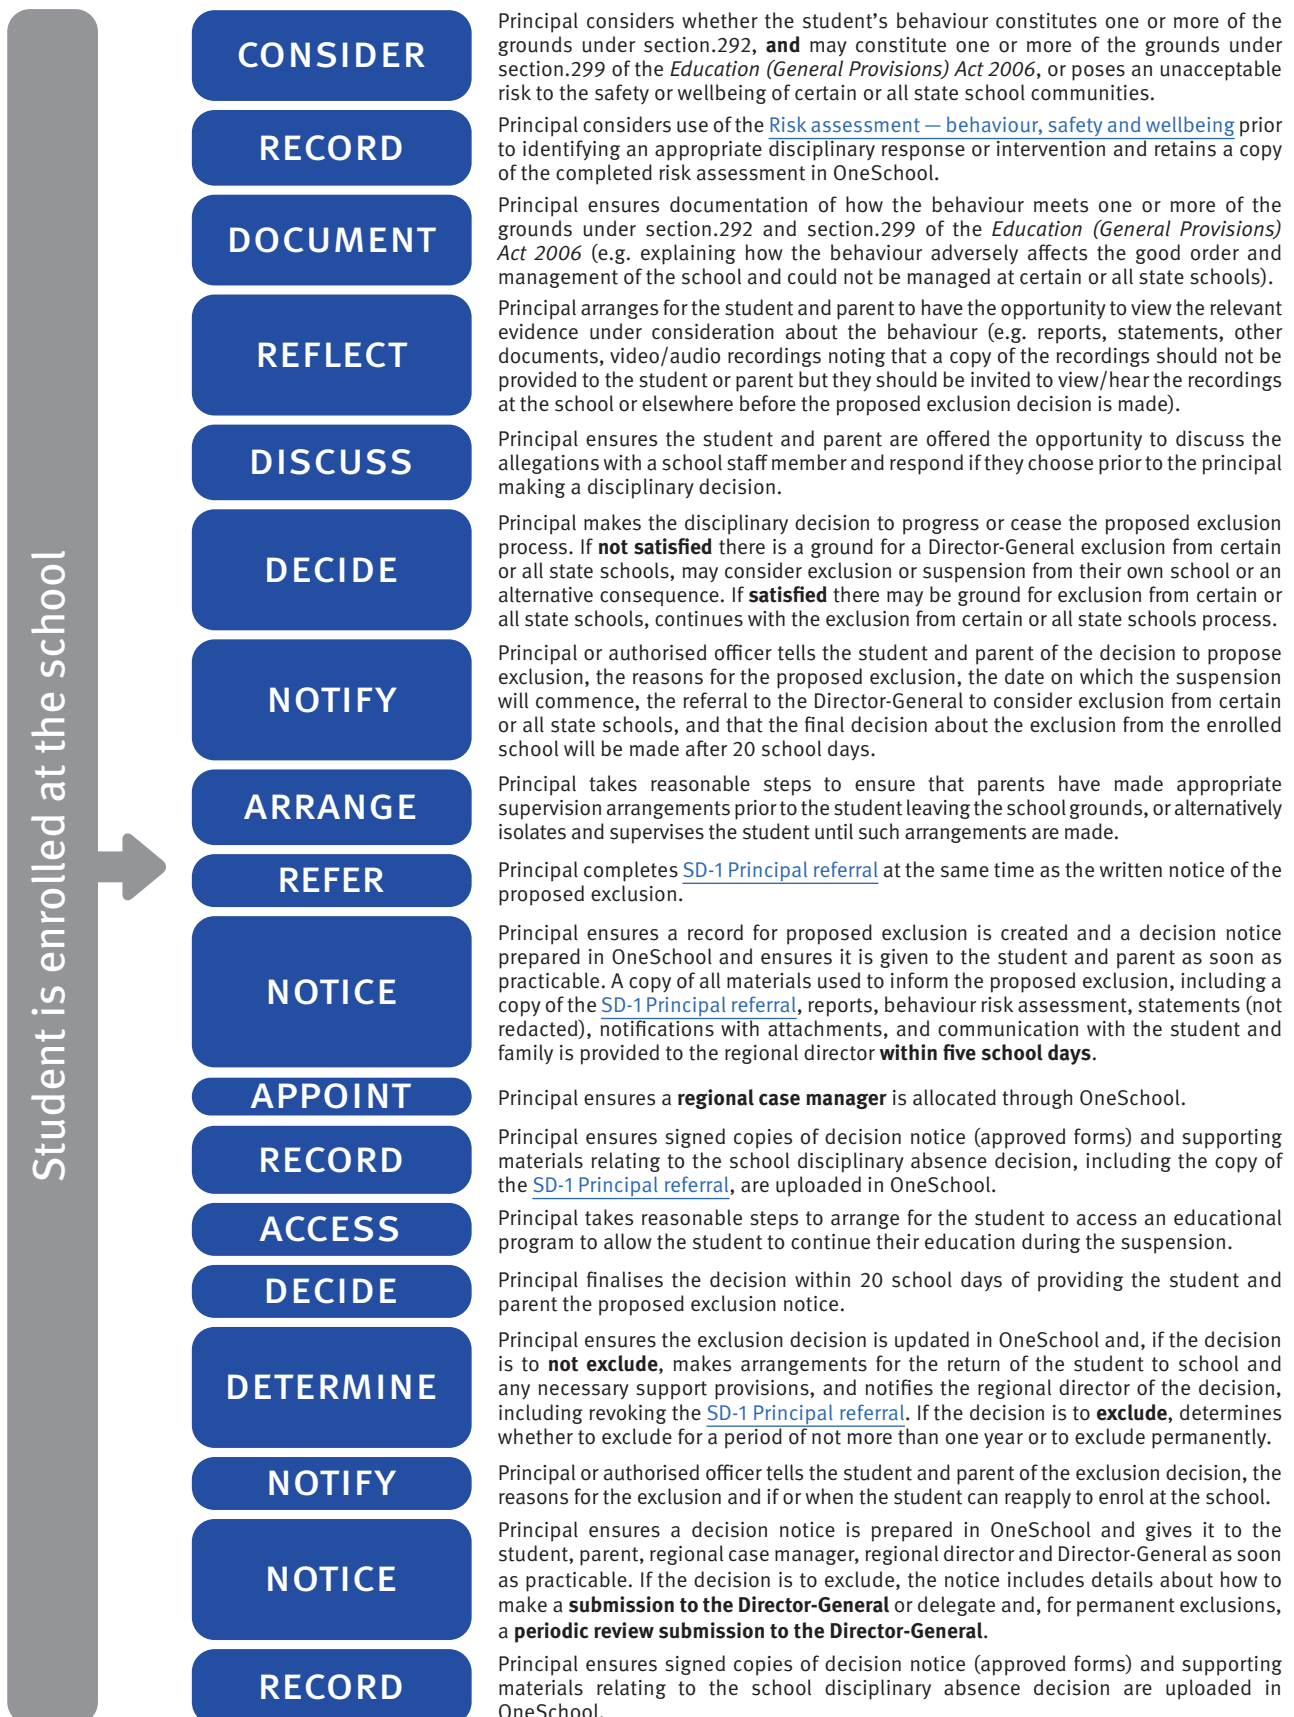 Student is enrolled at the school
CONSIDER
Principal considers whether the student's behaviour constitutes one or more of the
grounds under section.292, and may constitute one or more of the grounds under
section.299 of the Education (General Provisions) Act 2006, or poses an unacceptable
risk to the safety or wellbeing of certain or all state school communities.
RECORD
Principal considers use of the Risk assessment — behaviour, safety and wellbeing prior
to identifying an appropriate disciplinary response or intervention and retains a copy
of the completed risk assessment in OneSchool.
DOCUMENT
Principal ensures documentation of how the behaviour meets one or more of the
grounds under section.292 and section.299 of the Education (General Provisions)
Act 2006 (e.g. explaining how the behaviour adversely affects the good order and
management of the school and could not be managed at certain or all state schools).
REFLECT
Principal arranges for the student and parent to have the opportunity to view the relevant
evidence under consideration about the behaviour (e.g. reports, statements, other
documents, video/audio recordings noting that a copy of the recordings should not be
provided to the student or parent but they should be invited to view/hear the recordings
at the school or elsewhere before the proposed exclusion decision is made).
DISCUSS
Principal ensures the student and parent are offered the opportunity to discuss the
allegations with a school staff member and respond if they choose prior to the principal
making a disciplinary decision.
DECIDE
Principal makes the disciplinary decision to progress or cease the proposed exclusion
process. If not satisfied there is a ground for a Director-General exclusion from certain
or all state schools, may consider exclusion or suspension from their own school or an
alternative consequence. If satisfied there may be ground for exclusion from certain or
all state schools, continues with the exclusion from certain or all state schools process.
NOTIFY
Principal or authorised officer tells the student and parent of the decision to propose
exclusion, the reasons for the proposed exclusion, the date on which the suspension
will commence, the referral to the Director-General to consider exclusion from certain
or all state schools, and that the final decision about the exclusion from the enrolled
school will be made after 20 school days.
ARRANGE
Principal takes reasonable steps to ensure that parents have made appropriate
supervision arrangements prior to the student leaving the school grounds, or alternatively
isolates and supervises the student until such arrangements are made.
REFER
Principal completes SD-1 Principal referral at the same time as the written notice of the
proposed exclusion.
NOTICE
Principal ensures a record for proposed exclusion is created and a decision notice
prepared in OneSchool and ensures it is given to the student and parent as soon as
practicable. A copy of all materials used to inform the proposed exclusion, including a
copy of the SD-1 Principal referral, reports, behaviour risk assessment, statements (not
redacted), notifications with attachments, and communication with the student and
family is provided to the regional director within five school days.
APPOINT
Principal ensures a regional case manager is allocated through OneSchool.
RECORD
Principal ensures signed copies of decision notice (approved forms) and supporting
materials relating to the school disciplinary absence decision, including the copy of
the SD-1 Principal referral, are uploaded in OneSchool.
ACCESS
Principal takes reasonable steps to arrange for the student to access an educational
program to allow the student to continue their education during the suspension.
DECIDE
Principal finalises the decision within 20 school days of providing the student and
parent the proposed exclusion notice.
DETERMINE
Principal ensures the exclusion decision is updated in OneSchool and, if the decision
is to not exclude, makes arrangements for the return of the student to school and
any necessary support provisions, and notifies the regional director of the decision,
including revoking the SD-1 Principal referral. If the decision is to exclude, determines
whether to exclude for a period of not more than one year or to exclude permanently.
NOTIFY
Principal or authorised officer tells the student and parent of the exclusion decision, the
reasons for the exclusion and if or when the student can reapply to enrol at the school.
NOTICE
Principal ensures a decision notice is prepared in OneSchool and gives it to the
student, parent, regional case manager, regional director and Director-General as soon
as practicable. If the decision is to exclude, the notice includes details about how to
make a submission to the Director-General or delegate and, for permanent exclusions,
a periodic review submission to the Director-General.
RECORD
Principal ensures signed copies of decision notice (approved forms) and supporting
materials relating to the school disciplinary absence decision are uploaded in
OneSchool.